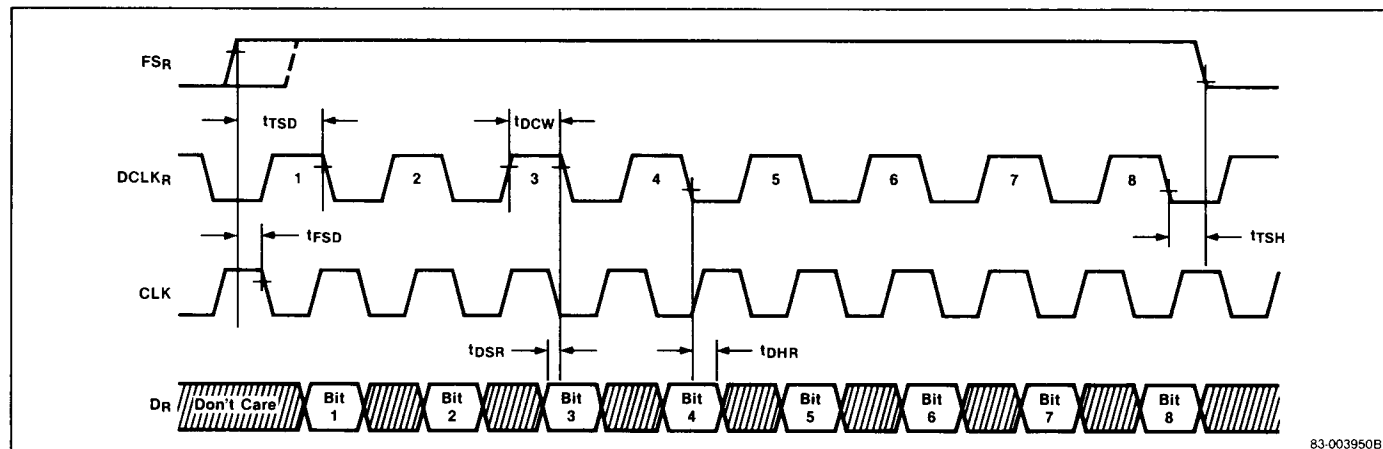 FSR
tTSD
tDCW
DCLKR
1 2 3 4 5 6 7 8
tFSD
tTSH
CLK
tDSR
tDHR
DR
Don't Care
Bit 1
Bit 2
Bit 3
Bit 4
Bit 5
Bit 6
Bit 7
Bit 8
83-003950B